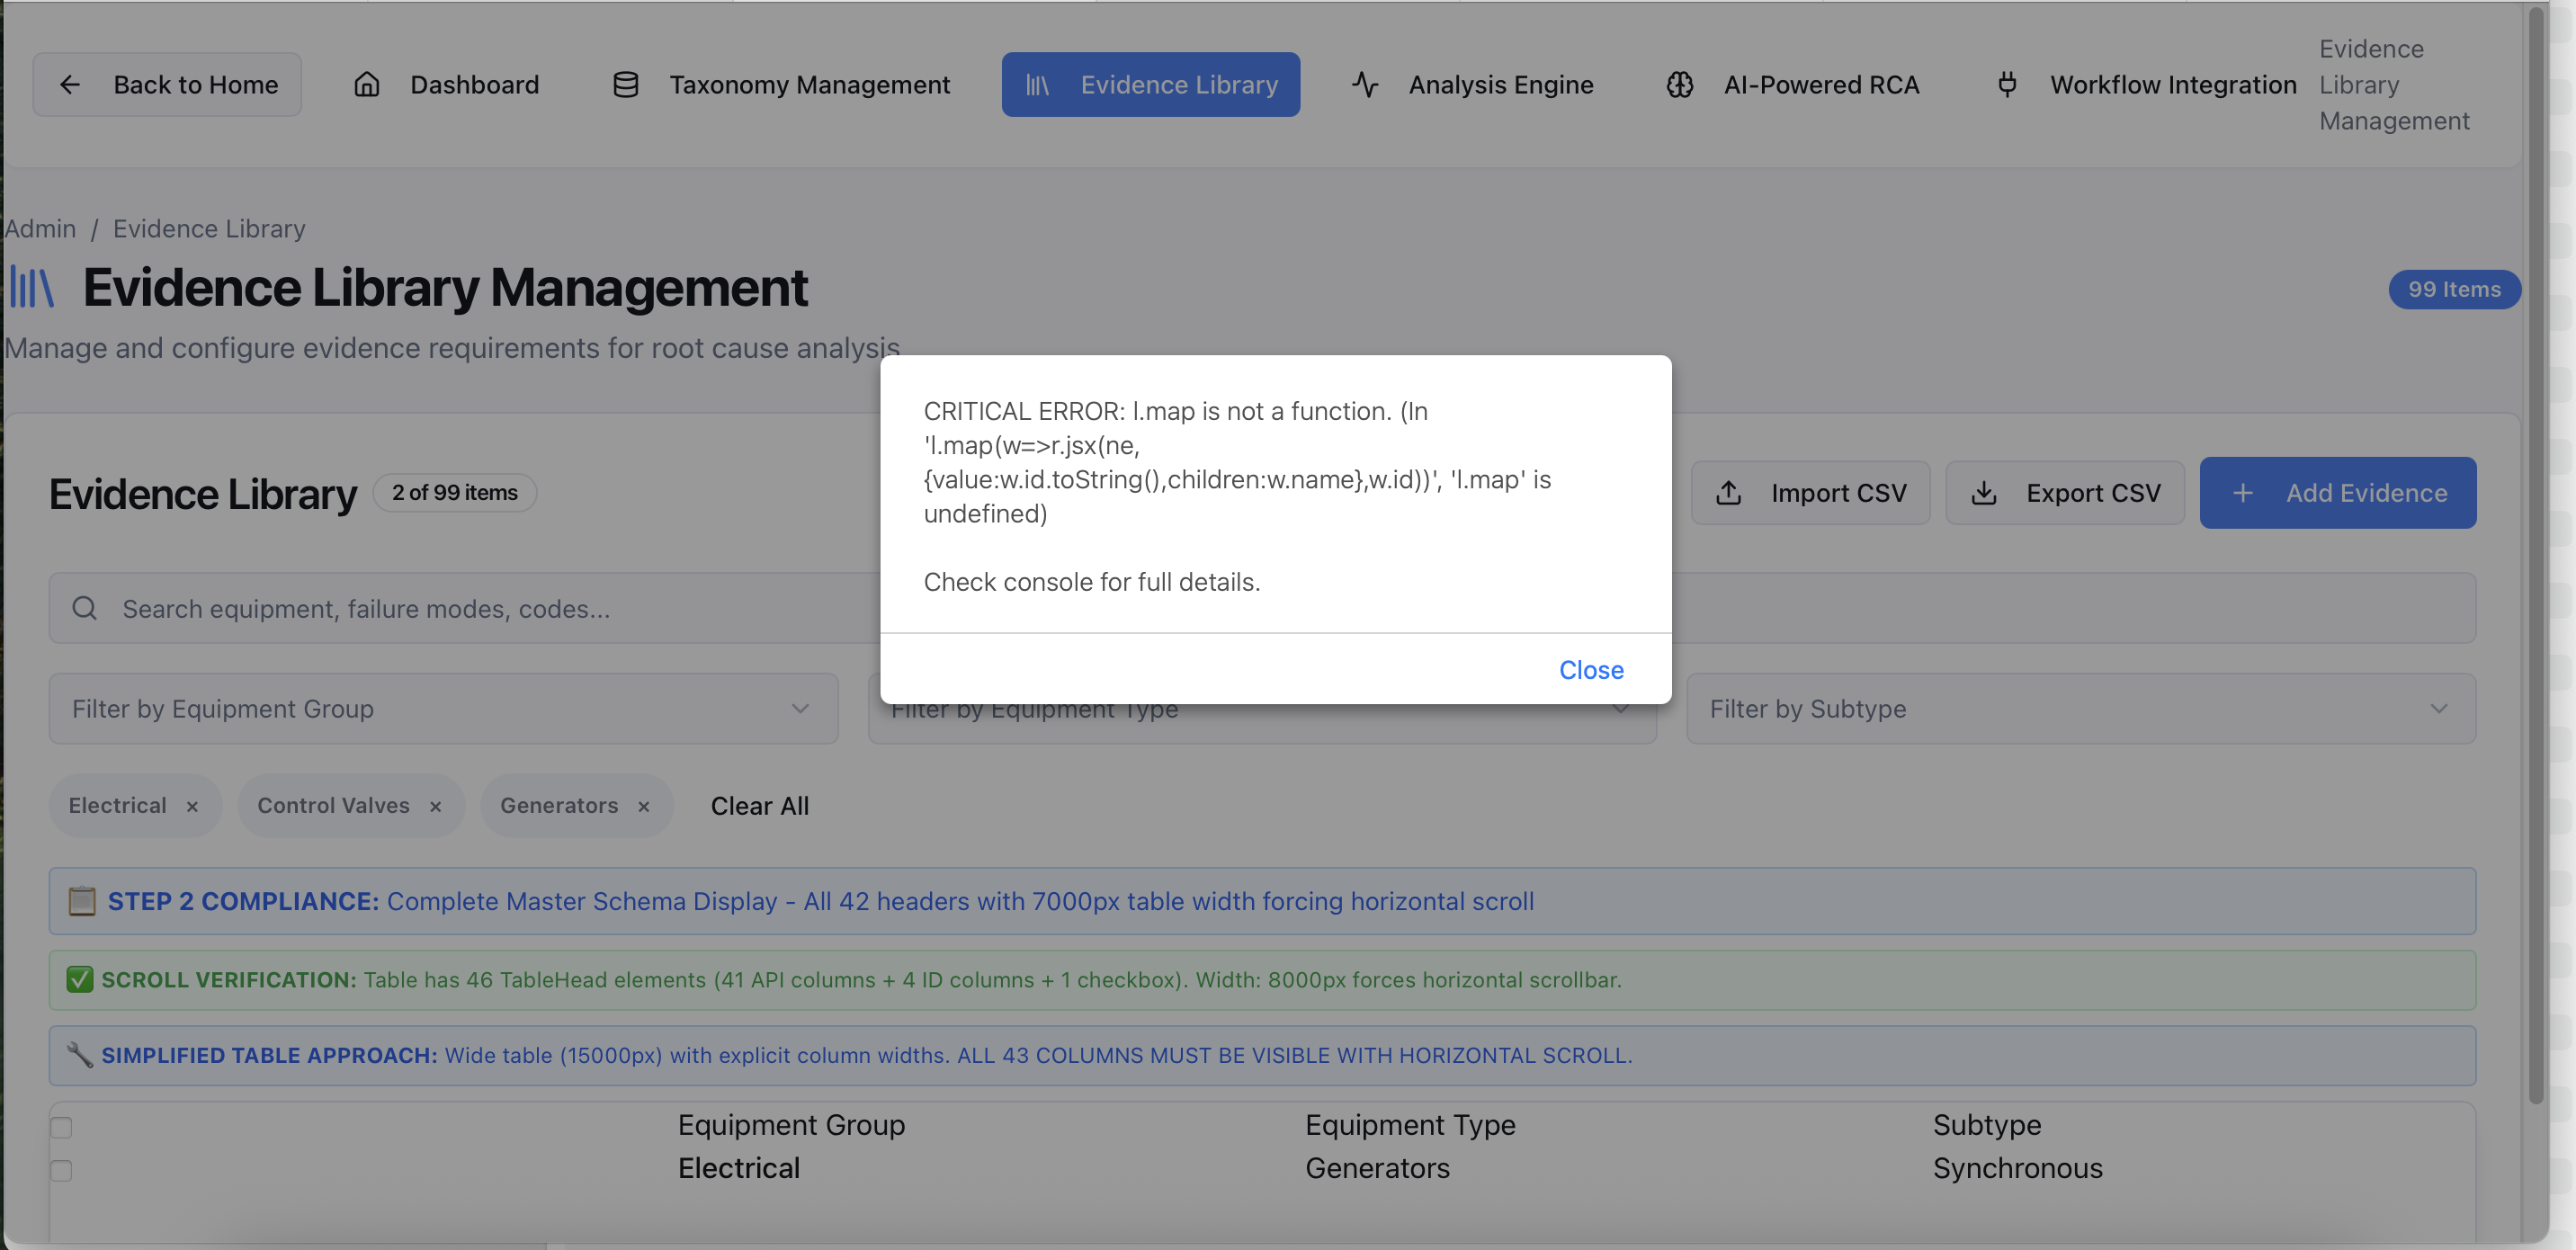 Back to Home
Dashboard
Taxonomy Management
Evidence Library
Analysis Engine
AI-Powered RCA
Workflow Integration
Evidence
Library
Management
Admin / Evidence Library
Evidence Library Management
99 Items
Manage and configure evidence requirements for root cause analysis
CRITICAL ERROR: l.map is not a function. (In
'l.map(w=>r.jsx(ne,
{value:w.id.toString(),children:w.name},w.id))', 'l.map' is
undefined)
Check console for full details.
Close
Evidence Library
2 of 99 items
Import CSV
Export CSV
+ Add Evidence
Search equipment, failure modes, codes...
Filter by Equipment Group
Filter by Equipment Type
Filter by Subtype
Electrical ×
Control Valves ×
Generators ×
Clear All
📋 STEP 2 COMPLIANCE: Complete Master Schema Display - All 42 headers with 7000px table width forcing horizontal scroll
✅ SCROLL VERIFICATION: Table has 46 TableHead elements (41 API columns + 4 ID columns + 1 checkbox). Width: 8000px forces horizontal scrollbar.
🔧 SIMPLIFIED TABLE APPROACH: Wide table (15000px) with explicit column widths. ALL 43 COLUMNS MUST BE VISIBLE WITH HORIZONTAL SCROLL.
Equipment Group Equipment Type Subtype
Electrical Generators Synchronous